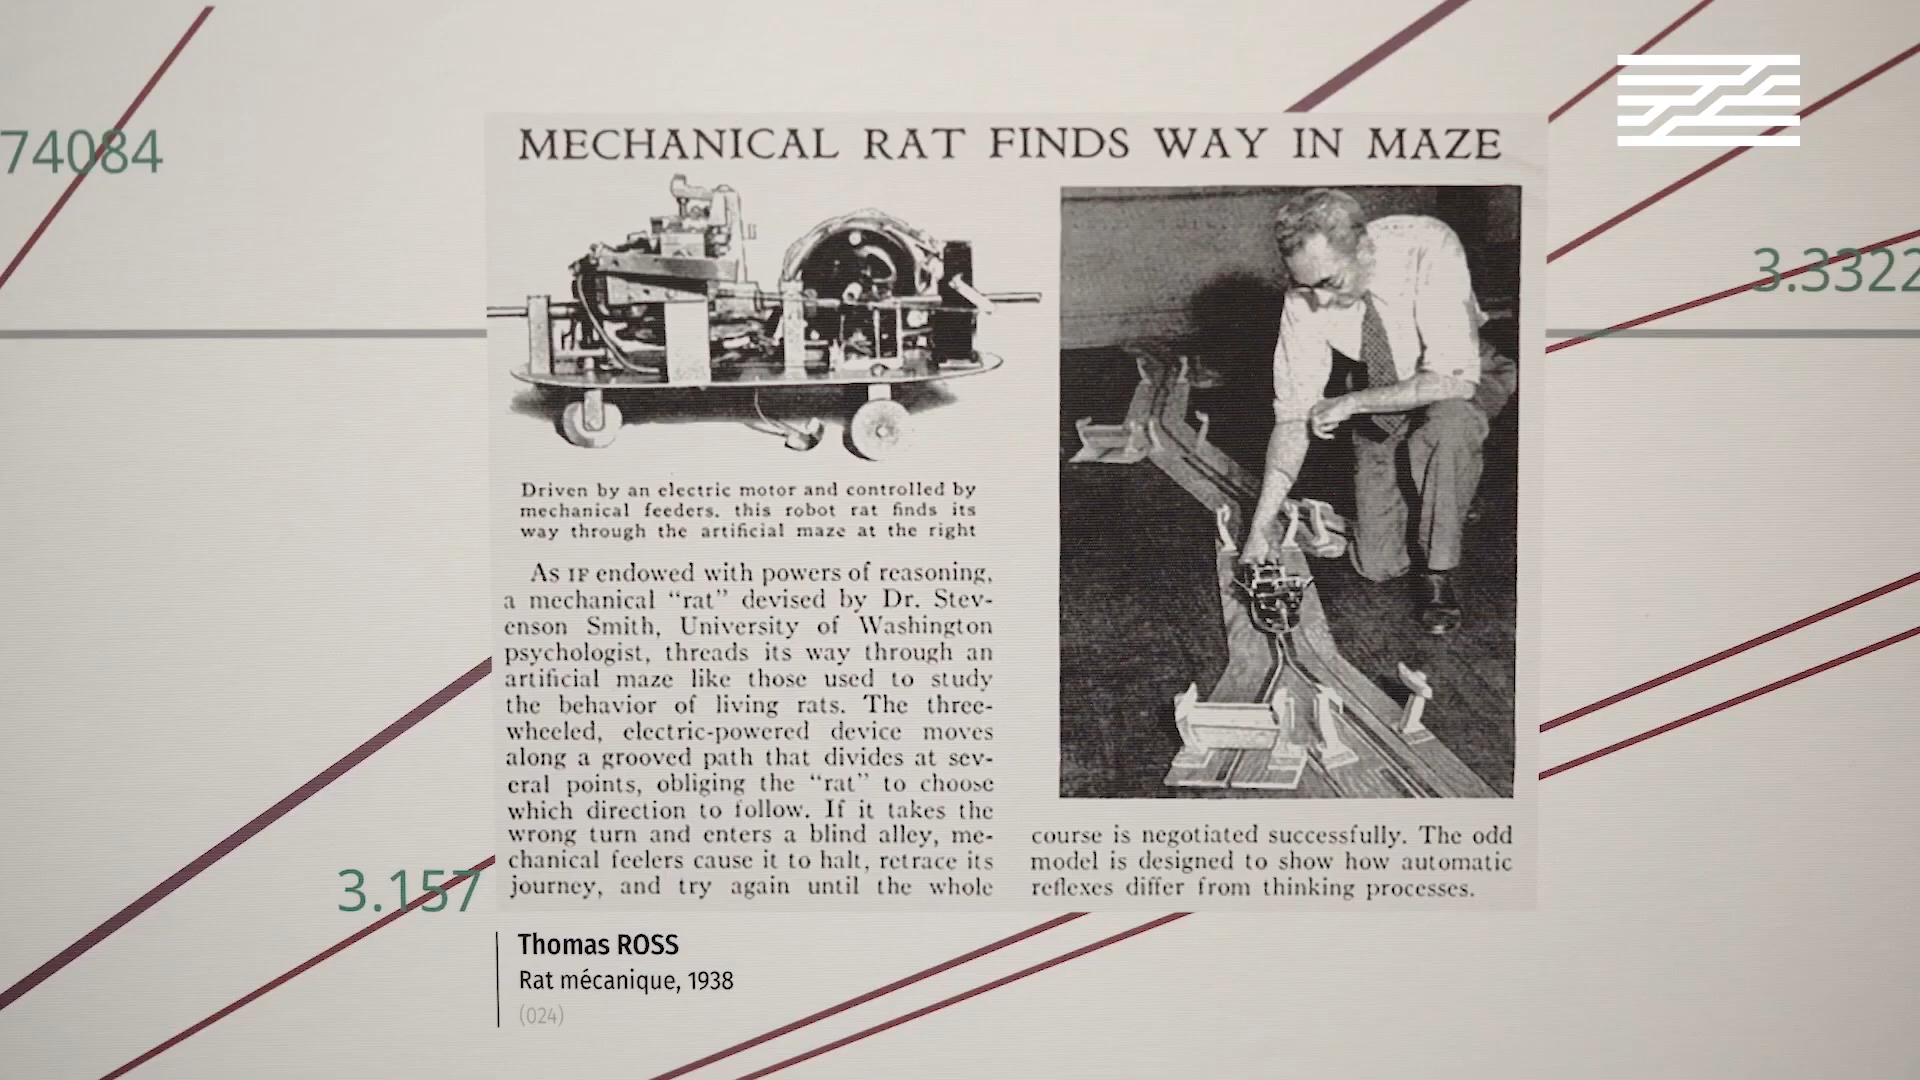 74084
3.3322
MECHANICAL RAT FINDS WAY IN MAZE
Driven by an electric motor and controlled by
mechanical feeders, this robot rat finds its
way through the artificial maze at the right
As if endowed with powers of reasoning,
a mechanical “rat” devised by Dr. Stev-
enson Smith, University of Washington
psychologist, threads its way through an
artificial maze like those used to study
the behavior of living rats. The three-
wheeled, electric-powered device moves
along a grooved path that divides at sev-
eral points, obliging the “rat” to choose
which direction to follow. If it takes the
wrong turn and enters a blind alley, me-
chanical feelers cause it to halt, retrace its
journey, and try again until the whole
course is negotiated successfully. The odd
model is designed to show how automatic
reflexes differ from thinking processes.
3.157
Thomas ROSS
Rat mécanique, 1938
(024)